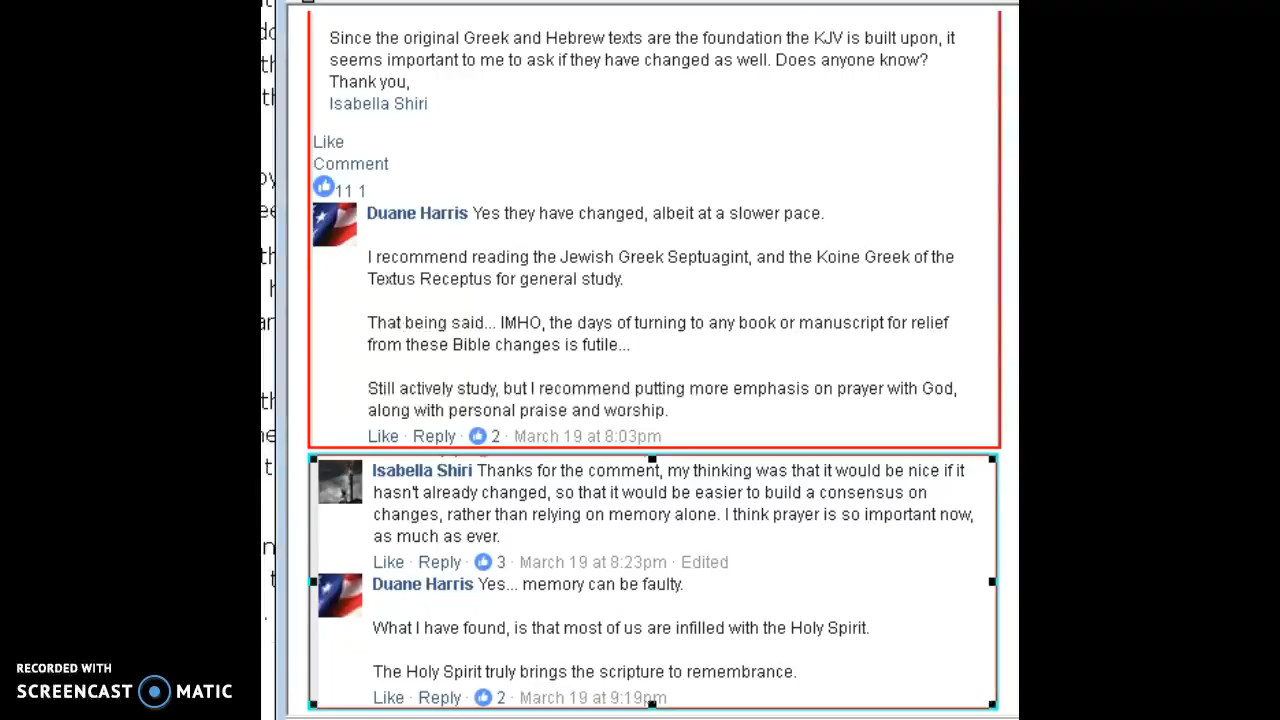 Since the original Greek and Hebrew texts are the foundation the KJV is built upon, it
seems important to me to ask if they have changed as well. Does anyone know?
Thank you,
Isabella Shiri
Like
Comment
11 1
Duane Harris Yes they have changed, albeit at a slower pace.
I recommend reading the Jewish Greek Septuagint, and the Koine Greek of the
Textus Receptus for general study.
That being said... IMHO, the days of turning to any book or manuscript for relief
from these Bible changes is futile...
Still actively study, but I recommend putting more emphasis on prayer with God,
along with personal praise and worship.
Like · Reply · 2 · March 19 at 8:03pm
Isabella Shiri Thanks for the comment, my thinking was that it would be nice if it
hasn't already changed, so that it would be easier to build a consensus on
changes, rather than relying on memory alone. I think prayer is so important now,
as much as ever.
Like · Reply · 3 · March 19 at 8:23pm · Edited
Duane Harris Yes... memory can be faulty.
What I have found, is that most of us are infilled with the Holy Spirit.
The Holy Spirit truly brings the scripture to remembrance.
Like · Reply · 2 · March 19 at 9:19pm
RECORDED WITH
SCREENCAST MATIC